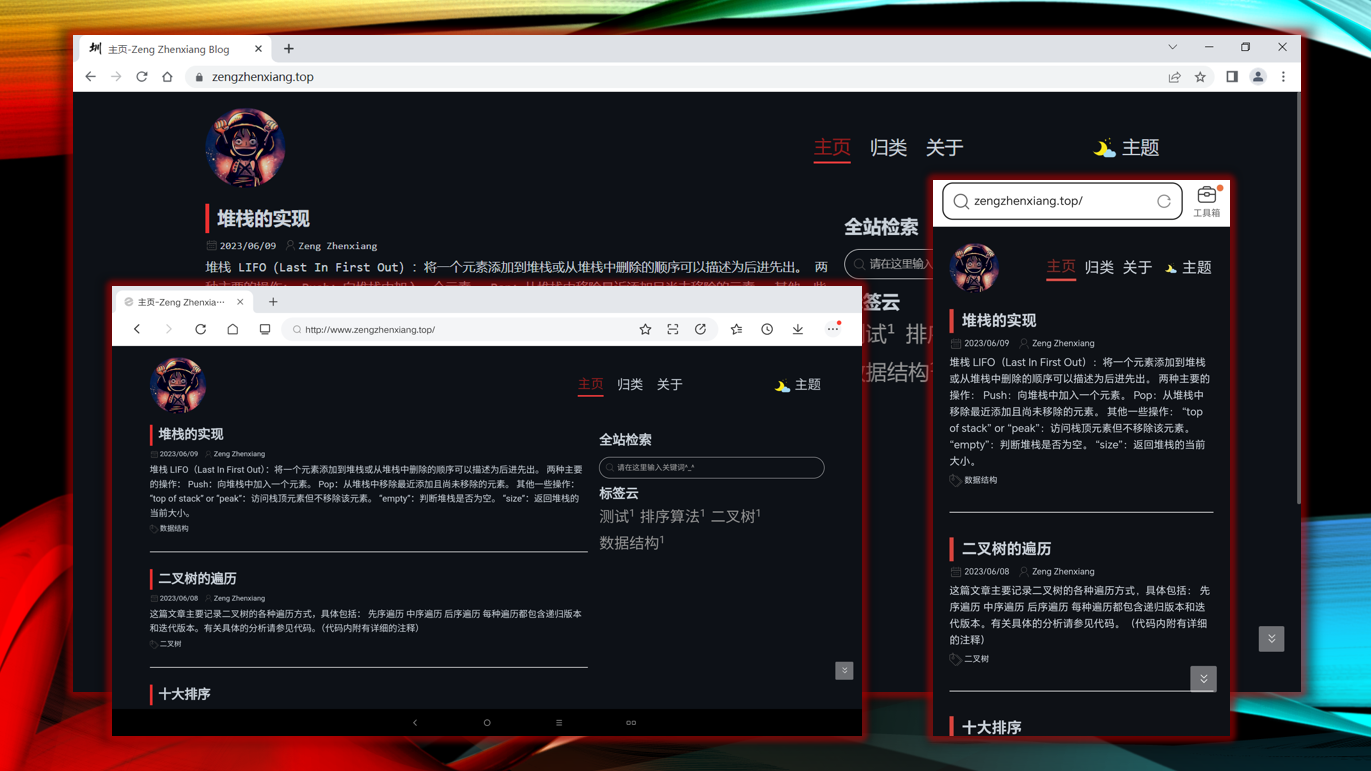 圳 主页-Zeng Zhenxiang Blog
zengzhenxiang.top
主页 归类 关于 主题
堆栈的实现
2023/06/09 Zeng Zhenxiang
堆栈 LIFO (Last In First Out) : 将一个元素添加到堆栈或从堆栈中删除的顺序可以描述为后进先出。 两
全站检索
请在这里输入
签云
排
数据结构
主页-Zeng Zhenxia···
http://www.zengzhenxiang.top/
主页 归类 关于 主题
堆栈的实现
2023/06/09 Zeng Zhenxiang
堆栈 LIFO（Last In First Out）：将一个元素添加到堆栈或从堆栈中删除的顺序可以描述为后进先出。 两种主要
的操作： Push：向堆栈中加入一个元素。 Pop：从堆栈中移除最近添加且尚未移除的元素。 其他一些操作：
“top of stack” or “peak”：访问栈顶元素但不移除该元素。 “empty”：判断堆栈是否为空。 “size”：返回堆栈的
当前大小。
数据结构
二叉树的遍历
2023/06/08 Zeng Zhenxiang
这篇文章主要记录二叉树的各种遍历方式，具体包括： 先序遍历 中序遍历 后序遍历 每种遍历都包含递归版本
和迭代版本。有关具体的分析请参见代码。（代码内附有详细的注释）
二叉树
十大排序
全站检索
请在这里输入关键词^_^
标签云
测试1 排序算法1 二叉树1
数据结构1
zengzhenxiang.top/
工具箱
主页 归类 关于 主题
堆栈的实现
2023/06/09 Zeng Zhenxiang
堆栈 LIFO（Last In First Out）：将一个元素添加到堆栈
或从堆栈中删除的顺序可以描述为后进先出。 两种主要的
操作： Push：向堆栈中加入一个元素。 Pop：从堆栈中
移除最近添加且尚未移除的元素。 其他一些操作： “top
of stack” or “peak”：访问栈顶元素但不移除该元素。
“empty”：判断堆栈是否为空。 “size”：返回堆栈的当前
大小。
数据结构
二叉树的遍历
2023/06/08 Zeng Zhenxiang
这篇文章主要记录二叉树的各种遍历方式，具体包括： 先
序遍历 中序遍历 后序遍历 每种遍历都包含递归版本和迭
代版本。有关具体的分析请参见代码。（代码内附有详细
的注释）
二叉树
十大排序